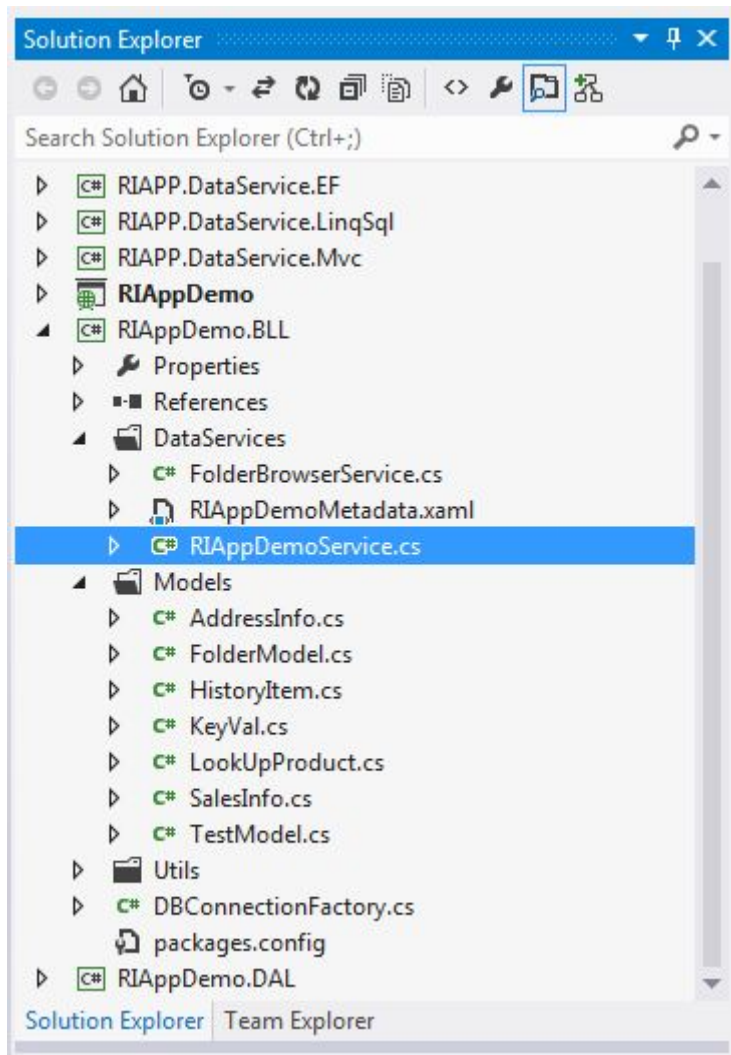 Solution Explorer
Search Solution Explorer (Ctrl+;)
C# RIAPP.DataService.EF
C# RIAPP.DataService.LinqSql
C# RIAPP.DataService.Mvc
RIAppDemo
C# RIAppDemo.BLL
Properties
References
DataServices
C# FolderBrowserService.cs
RIAppDemoMetadata.xaml
C# RIAppDemoService.cs
Models
C# AddressInfo.cs
C# FolderModel.cs
C# HistoryItem.cs
C# KeyVal.cs
C# LookUpProduct.cs
C# SalesInfo.cs
C# TestModel.cs
Utils
C# DBConnectionFactory.cs
packages.config
C# RIAppDemo.DAL
Solution Explorer Team Explorer